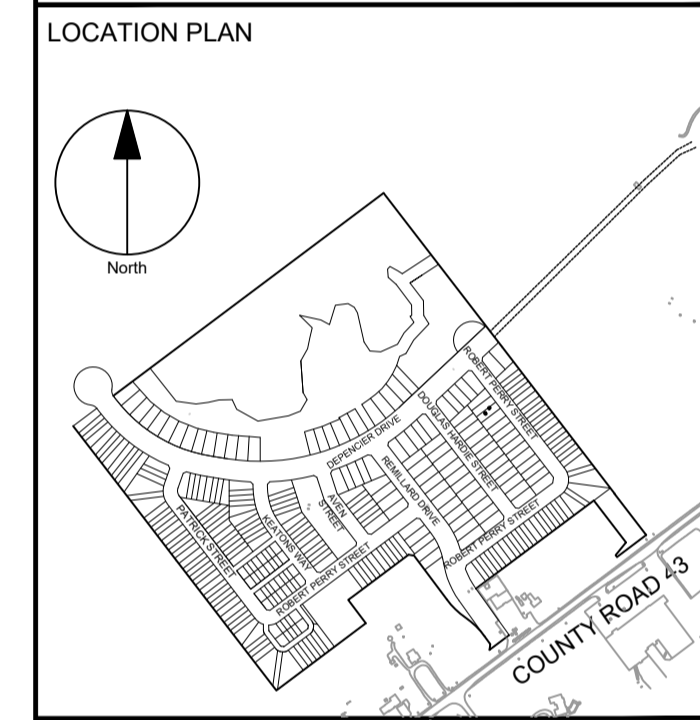 LOCATION PLAN
North
ROBERT PERRY STREET
DOUGLAS HARDIE STREET
DEPENCIER DRIVE
REMILLARD DRIVE
AVEN
STREET
KEATONS WAY
PATRICK STREET
ROBERT PERRY STREET
ROBERT PERRY STREET
COUNTY ROAD 43